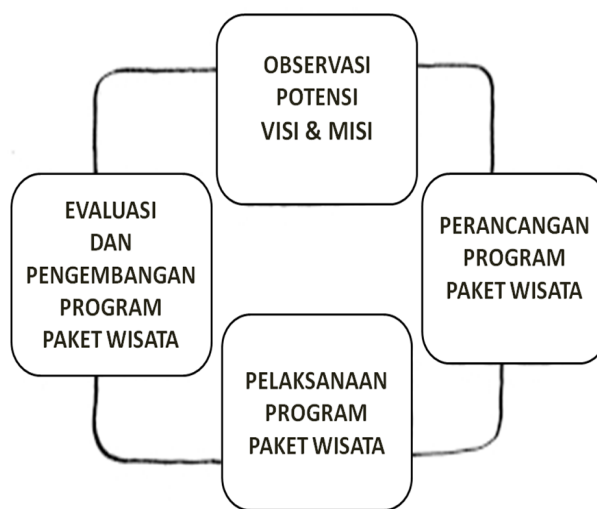 OBSERVASI
POTENSI
VISI & MISI
PERANCANGAN
PROGRAM
PAKET WISATA
PELAKSANAAN
PROGRAM
PAKET WISATA
EVALUASI
DAN
PENGEMBANGAN
PROGRAM
PAKET WISATA